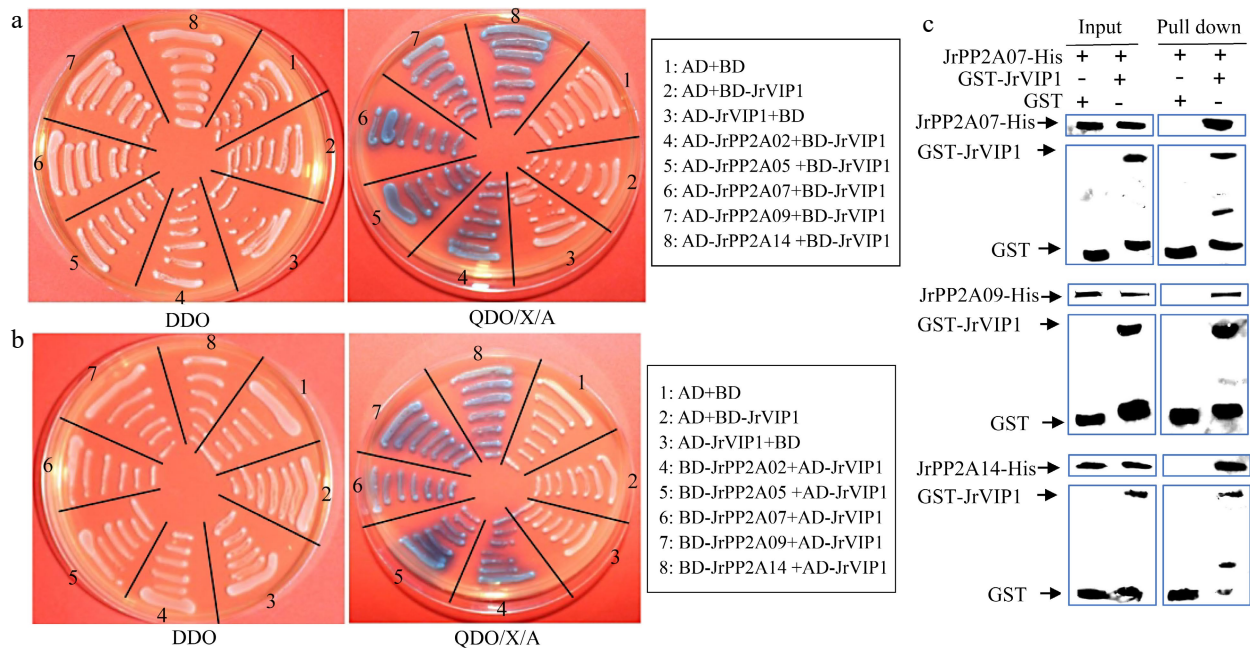 a
8
1
2
3
4
5
6
7
DDO
8
1
2
3
4
5
6
7
QDO/X/A
1: AD+BD
2: AD+BD-JrVIP1
3: AD-JrVIP1+BD
4: AD-JrPP2A02+BD-JrVIP1
5: AD-JrPP2A05 +BD-JrVIP1
6: AD-JrPP2A07+BD-JrVIP1
7: AD-JrPP2A09+BD-JrVIP1
8: AD-JrPP2A14 +BD-JrVIP1
b
8
1
2
3
4
5
6
7
DDO
8
1
2
3
4
5
6
7
QDO/X/A
1: AD+BD
2: AD+BD-JrVIP1
3: AD-JrVIP1+BD
4: BD-JrPP2A02+AD-JrVIP1
5: BD-JrPP2A05 +AD-JrVIP1
6: BD-JrPP2A07+AD-JrVIP1
7: BD-JrPP2A09+AD-JrVIP1
8: BD-JrPP2A14 +AD-JrVIP1
c
Input Pull down
JrPP2A07-His + + + +
GST-JrVIP1 - + - +
GST + - + -
JrPP2A07-His
GST-JrVIP1
GST
JrPP2A09-His
GST-JrVIP1
GST
JrPP2A14-His
GST-JrVIP1
GST